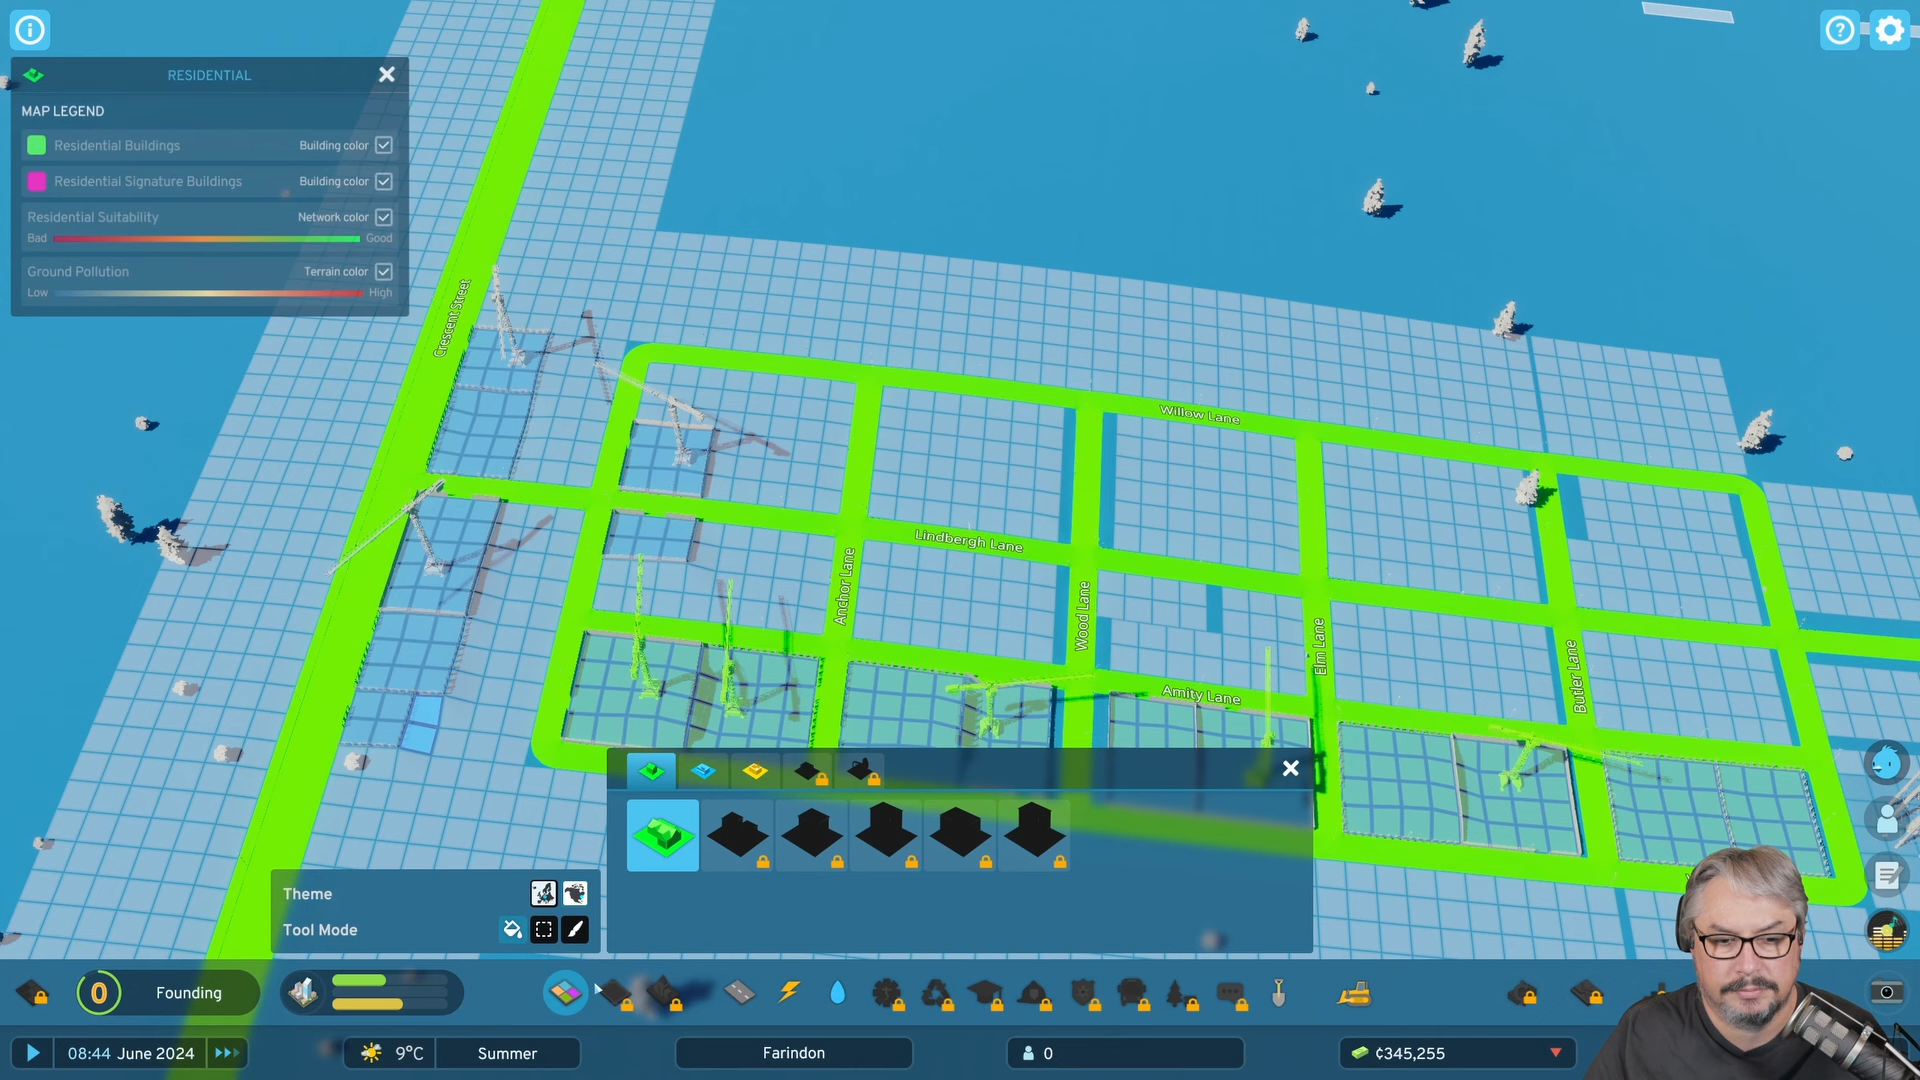 RESIDENTIAL
MAP LEGEND
Residential Buildings
Building color
Residential Signature Buildings
Building color
Residential Suitability
Network color
Bad
Good
Ground Pollution
Terrain color
Low
High
Crescent Street
Willow Lane
Lindbergh Lane
Anchor Lane
Wood Lane
Elm Lane
Butler Lane
Amity Lane
Theme
Tool Mode
0
Founding
08:44 June 2024
9°C
Summer
Farindon
0
¢345,255